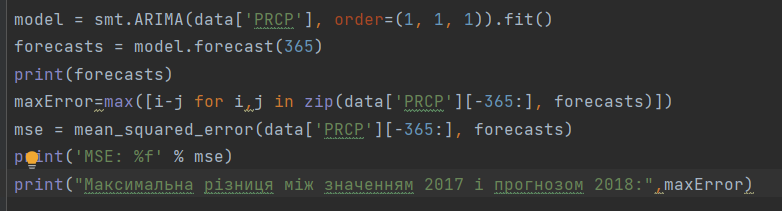 model = smt.ARIMA(data['PRCP'], order=(1, 1, 1)).fit()
forecasts = model.forecast(365)
print(forecasts)
maxError=max([i-j for i,j in zip(data['PRCP'][-365:], forecasts)])
mse = mean_squared_error(data['PRCP'][-365:], forecasts)
print('MSE: %f' % mse)
print("Максимальна різниця між значенням 2017 і прогнозом 2018:",maxError)